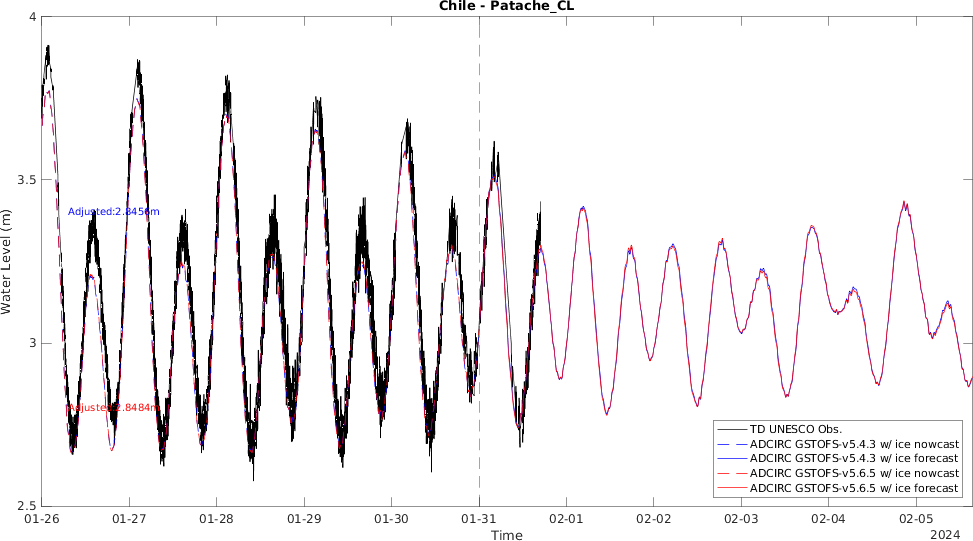 Chile - Patache_CL
4
3.5
3
2.5
Water Level (m)
Adjusted:2.8456m
Adjusted:2.8484m
TD UNESCO Obs.
ADCIRC GSTOFS-v5.4.3 w/ ice nowcast
ADCIRC GSTOFS-v5.4.3 w/ ice forecast
ADCIRC GSTOFS-v5.6.5 w/ ice nowcast
ADCIRC GSTOFS-v5.6.5 w/ ice forecast
01-26 01-27 01-28 01-29 01-30 01-31 02-01 02-02 02-03 02-04 02-05
Time
2024